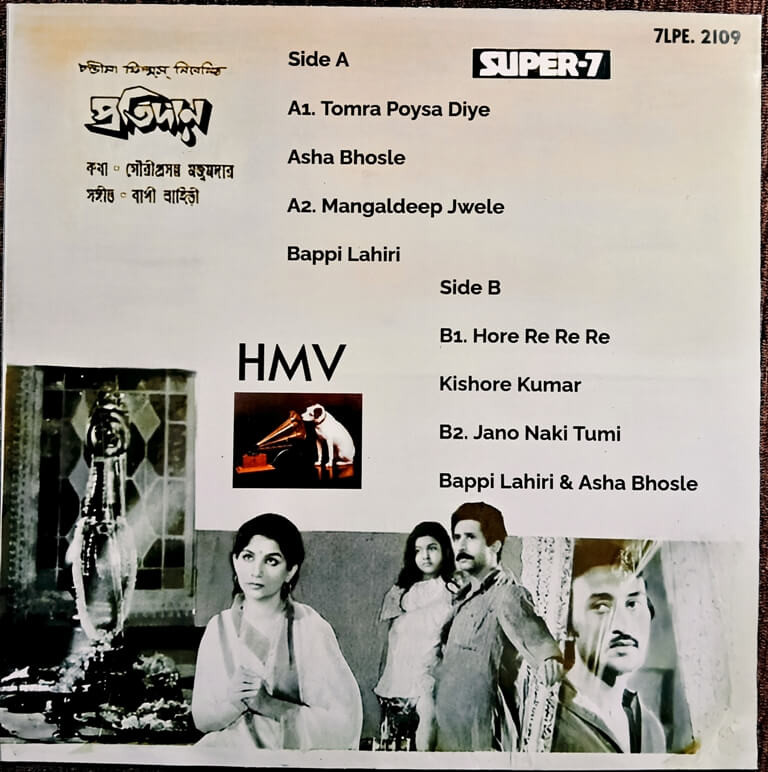 7LPE. 2109
চণ্ডীমা ফিল্মস্ নিবেদিত
প্রতিদান
কথা ॰ গৌরীপ্রসন্ন মজুমদার
সঙ্গীত ॰ বাপী লাহিড়ী
Side A
SUPER-7
A1. Tomra Poysa Diye
Asha Bhosle
A2. Mangaldeep Jwele
Bappi Lahiri
Side B
B1. Hore Re Re Re
Kishore Kumar
B2. Jano Naki Tumi
Bappi Lahiri & Asha Bhosle
HMV